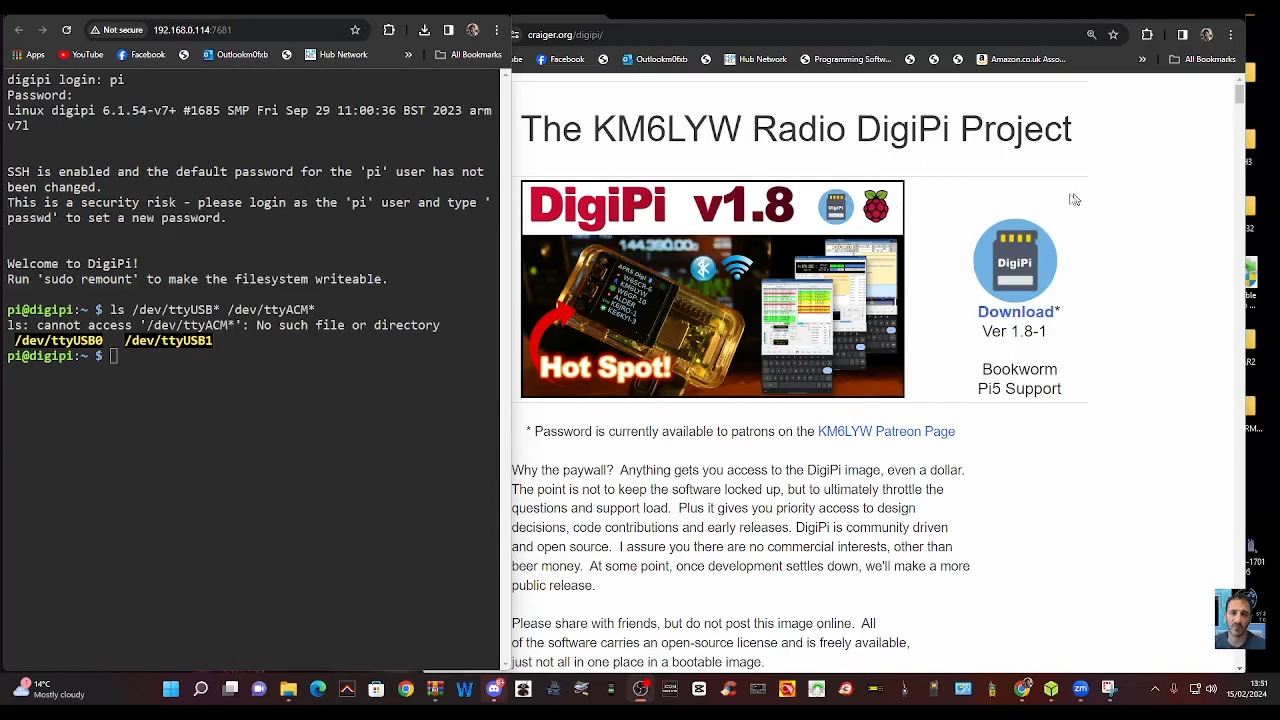 Not secure
192.168.0.114:7681
Apps
YouTube
Facebook
Outlookm0fxb
Hub Network
»
All Bookmarks
digipi login: pi
Password:
Linux digipi 6.1.54-v7+ #1685 SMP Fri Sep 29 11:00:36 BST 2023 arm
v7l
SSH is enabled and the default password for the 'pi' user has not
been changed.
This is a security risk - please login as the 'pi' user and type '
passwd' to set a new password.
Welcome to DigiPi!
Run 'sudo remount' to make all filesystem writeable.
pi@digipi:~ $ ls /dev/ttyUSB* /dev/ttyACM*
ls: cannot access '/dev/ttyACM*': No such file or directory
/dev/ttyUSB0 /dev/ttyUSB1
pi@digipi:~ $
craiger.org/digipi/
Facebook
Outlookm0fxb
Hub Network
Programming Softw...
Amazon.co.uk Asso...
»
All Bookmarks
The KM6LYW Radio DigiPi Project
DigiPi v1.8
DigiPi
144.390.00s
Hot Spot!
DigiPi
Download*
Ver 1.8-1
Bookworm
Pi5 Support
* Password is currently available to patrons on the KM6LYW Patreon Page
Why the paywall? Anything gets you access to the DigiPi image, even a dollar.
The point is not to keep the software locked up, but to ultimately throttle the
questions and support load. Plus it gives you priority access to design
decisions, code contributions and early releases. DigiPi is community driven
and open source. I assure you there are no commercial interests, other than
beer money. At some point, once development settles down, we'll make a more
public release.
Please share with friends, but do not post this image online. All
of the software carries an open-source license and is freely available,
just not all in one place in a bootable image.
14°C
Mostly cloudy
13:31
15/02/2024